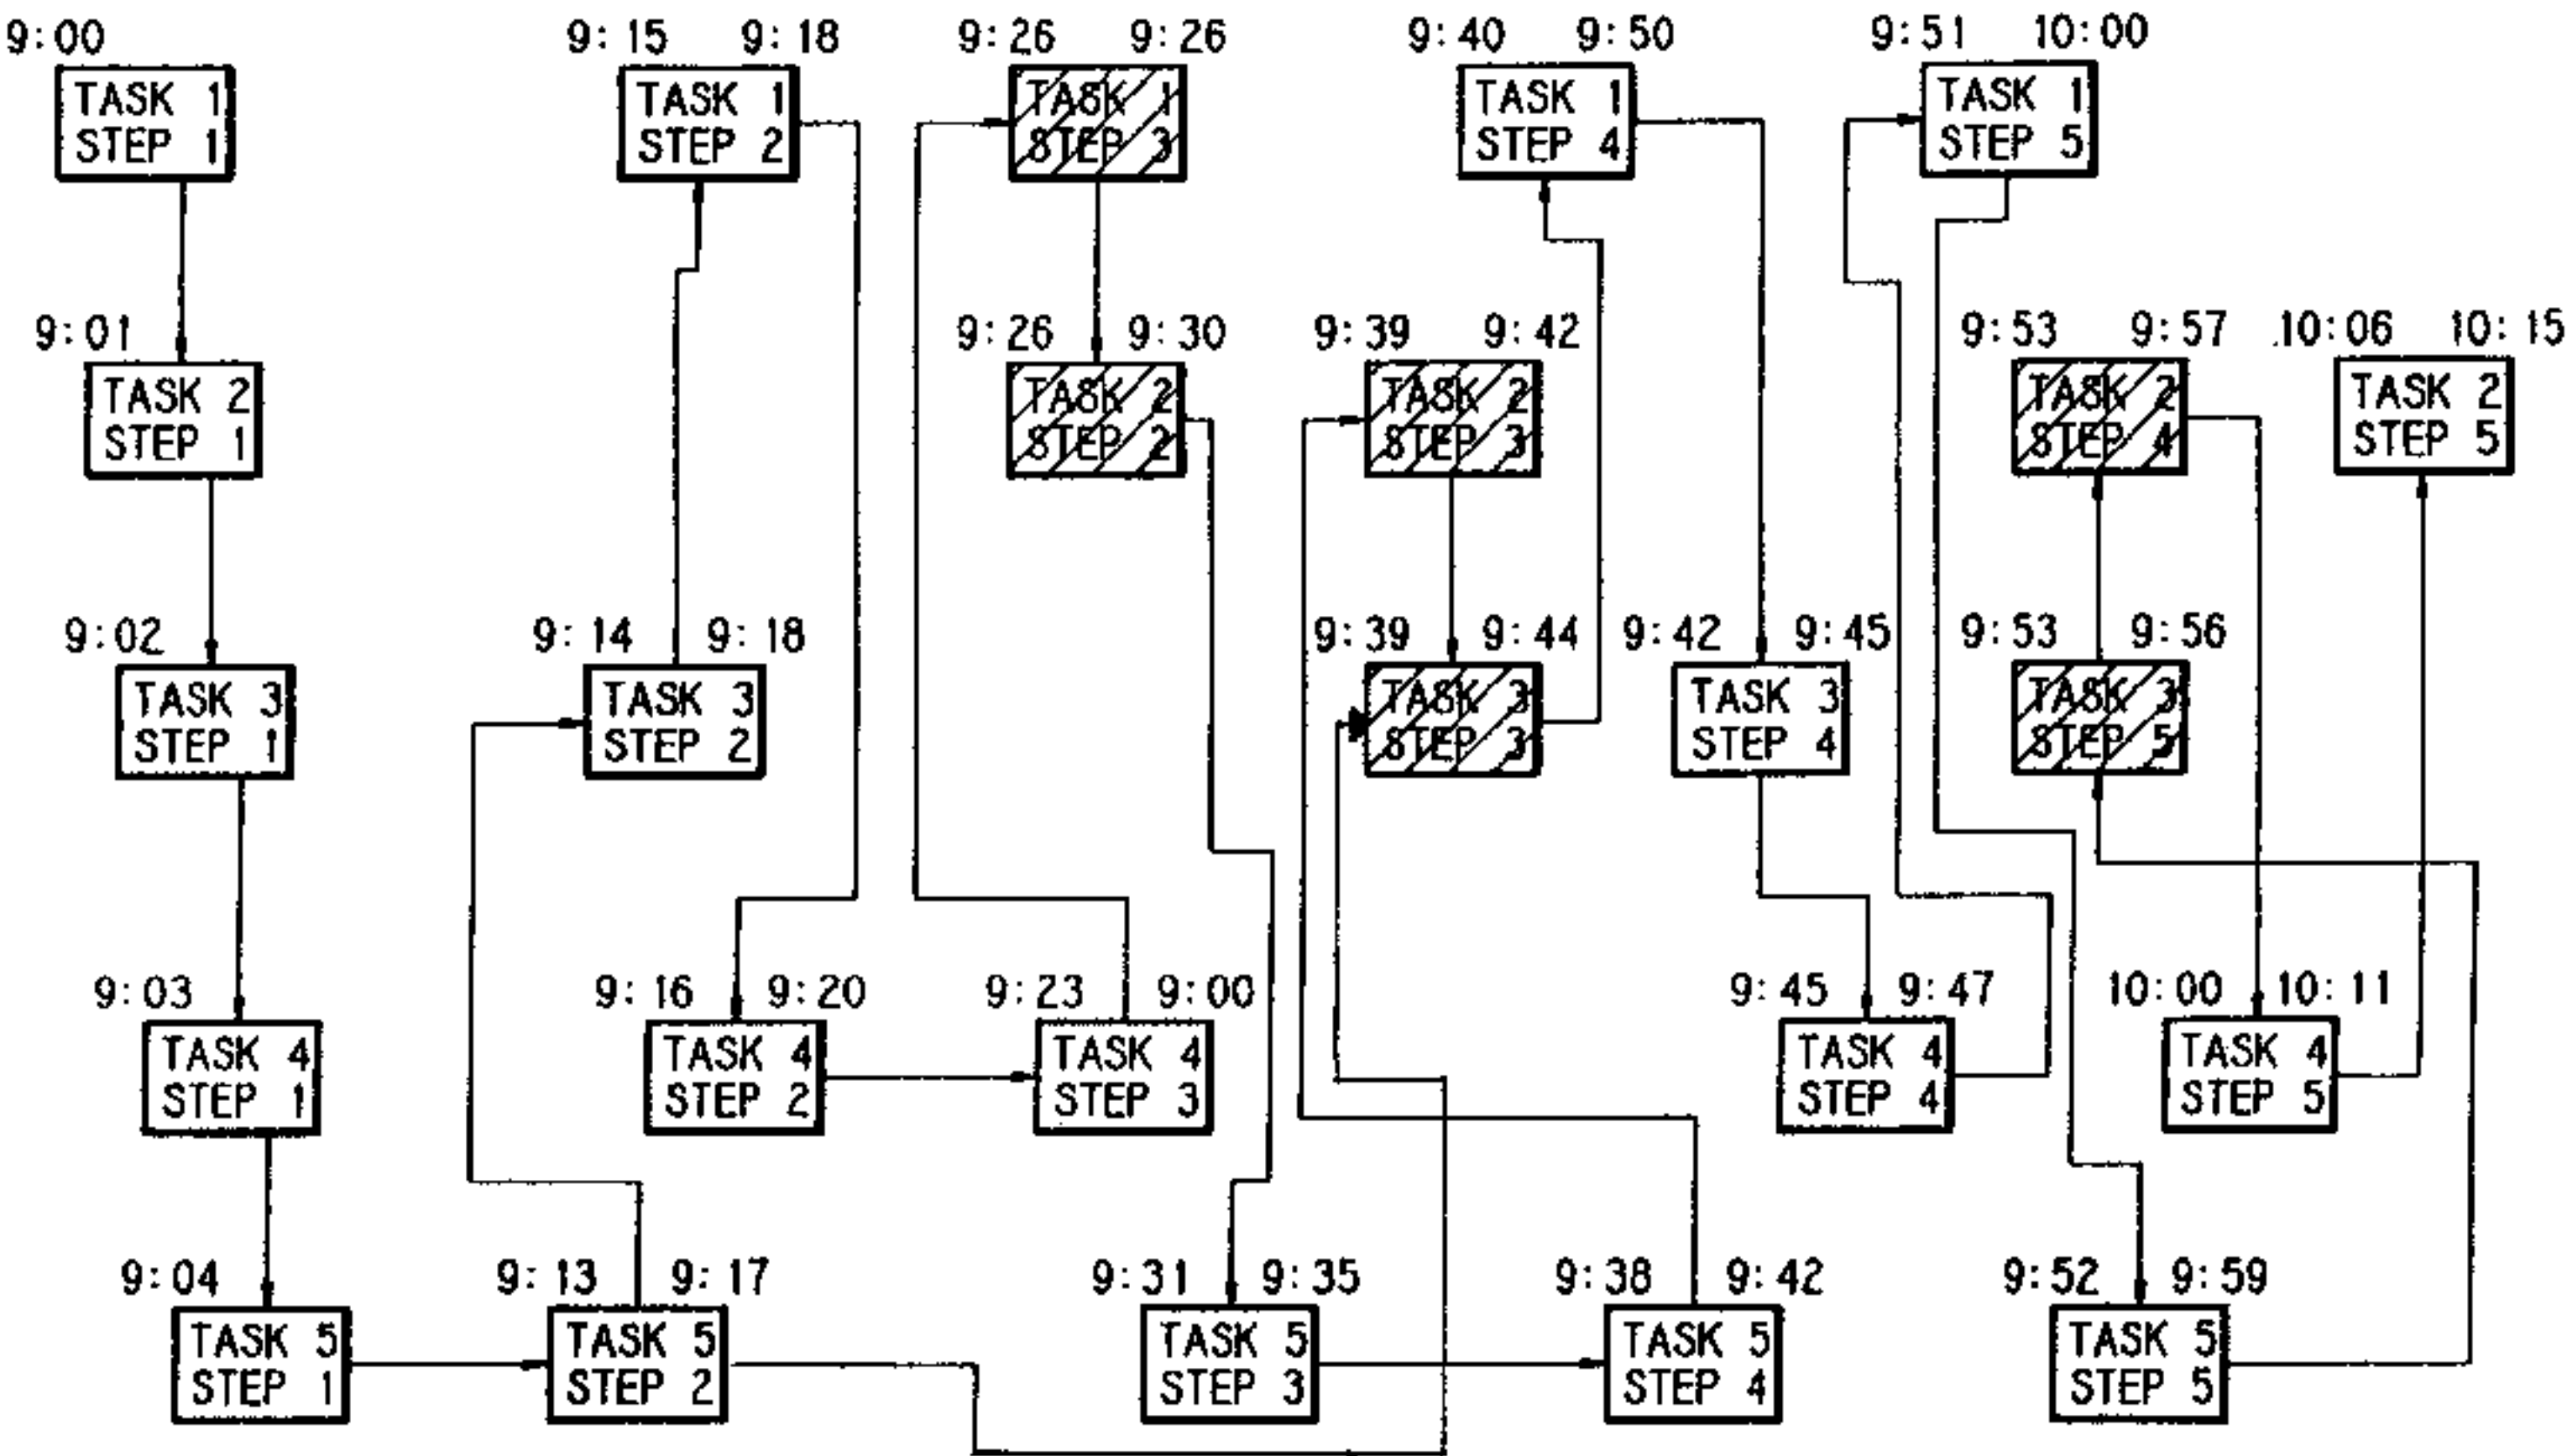 9:00
9:15 9:18
9:26 9:26
9:40 9:50
9:51 10:00
TASK 1
STEP 1
TASK 1
STEP 2
TASK 1
STEP 3
TASK 1
STEP 4
TASK 1
STEP 5
9:01
9:26 9:30
9:39 9:42
9:53 9:57
10:06 10:15
TASK 2
STEP 1
TASK 2
STEP 2
TASK 2
STEP 3
TASK 2
STEP 4
TASK 2
STEP 5
9:02
9:14 9:18
9:39 9:44
9:42 9:45
9:53 9:56
TASK 3
STEP 1
TASK 3
STEP 2
TASK 3
STEP 3
TASK 3
STEP 4
TASK 3
STEP 5
9:03
9:16 9:20
9:23 9:00
9:45 9:47
10:00 10:11
TASK 4
STEP 1
TASK 4
STEP 2
TASK 4
STEP 3
TASK 4
STEP 4
TASK 4
STEP 5
9:04
9:13 9:17
9:31 9:35
9:38 9:42
9:52 9:59
TASK 5
STEP 1
TASK 5
STEP 2
TASK 5
STEP 3
TASK 5
STEP 4
TASK 5
STEP 5